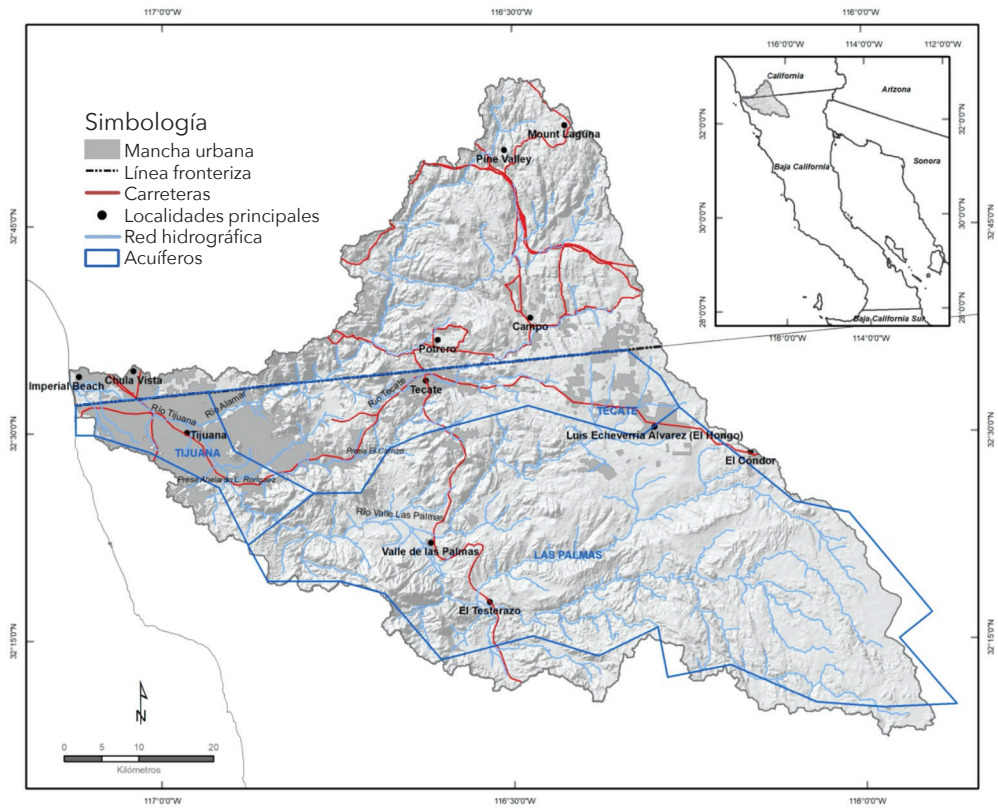 117°0'0"W
116°30'0"W
116°0'0"W
Simbología
Mancha urbana
Línea fronteriza
Carreteras
Localidades principales
Red hidrográfica
Acuíferos
116°0'0"W
114°0'0"W
112°0'0"W
California
Arizona
Baja California
Sonora
Baja California Sur
32°0'0"N
30°0'0"N
28°0'0"N
32°0'0"N
30°0'0"N
28°0'0"N
116°0'0"W
114°0'0"W
32°45'0"N
32°30'0"N
32°15'0"N
32°45'0"N
32°30'0"N
32°15'0"N
Mount Laguna
Pine Valley
Campo
Potrero
Imperial Beach
Chula Vista
Tecate
Río Tecate
Río Alamar
Río Tijuana
Tijuana
TIJUANA
TECATE
Luis Echeverría Álvarez (El Hongo)
El Cóndor
Presa El Carrizo
Presa Abelardo L. Roriguez
Río Valle Las Palmas
Valle de las Palmas
LAS PALMAS
El Testerazo
N
0 5 10 20
Kilómetros
117°0'0"W
116°30'0"W
116°0'0"W